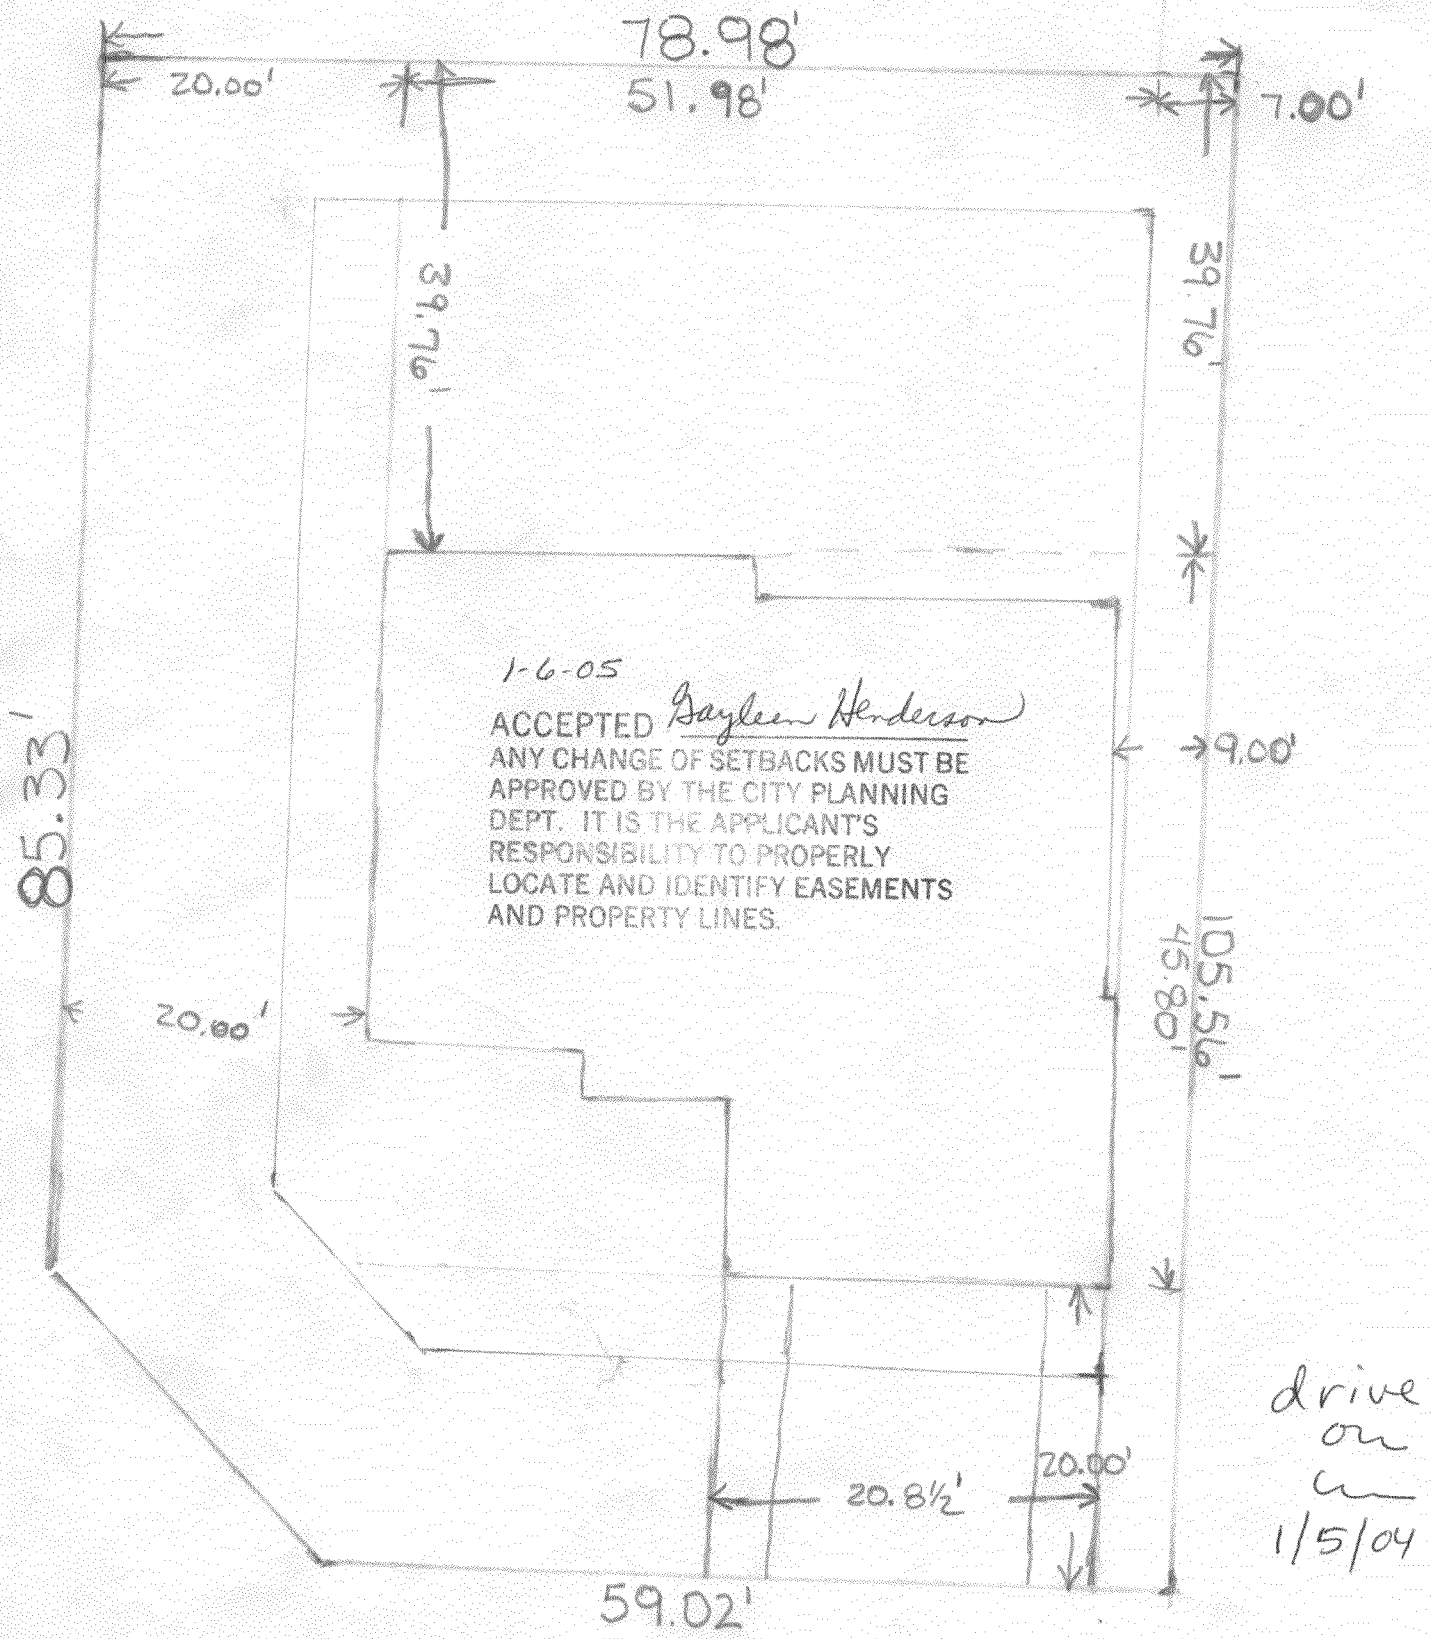 78.98'
20.00'
51.98'
7.00'
39.76'
39.76'
1-6-05
ACCEPTED Gayleen Henderson
ANY CHANGE OF SETBACKS MUST BE
APPROVED BY THE CITY PLANNING
DEPT. IT IS THE APPLICANT'S
RESPONSIBILITY TO PROPERLY
LOCATE AND IDENTIFY EASEMENTS
AND PROPERTY LINES.
9.00'
85.33'
105.56'
45.80'
20.00'
drive
on
1/5/04
20.00'
20.8½'
59.02'